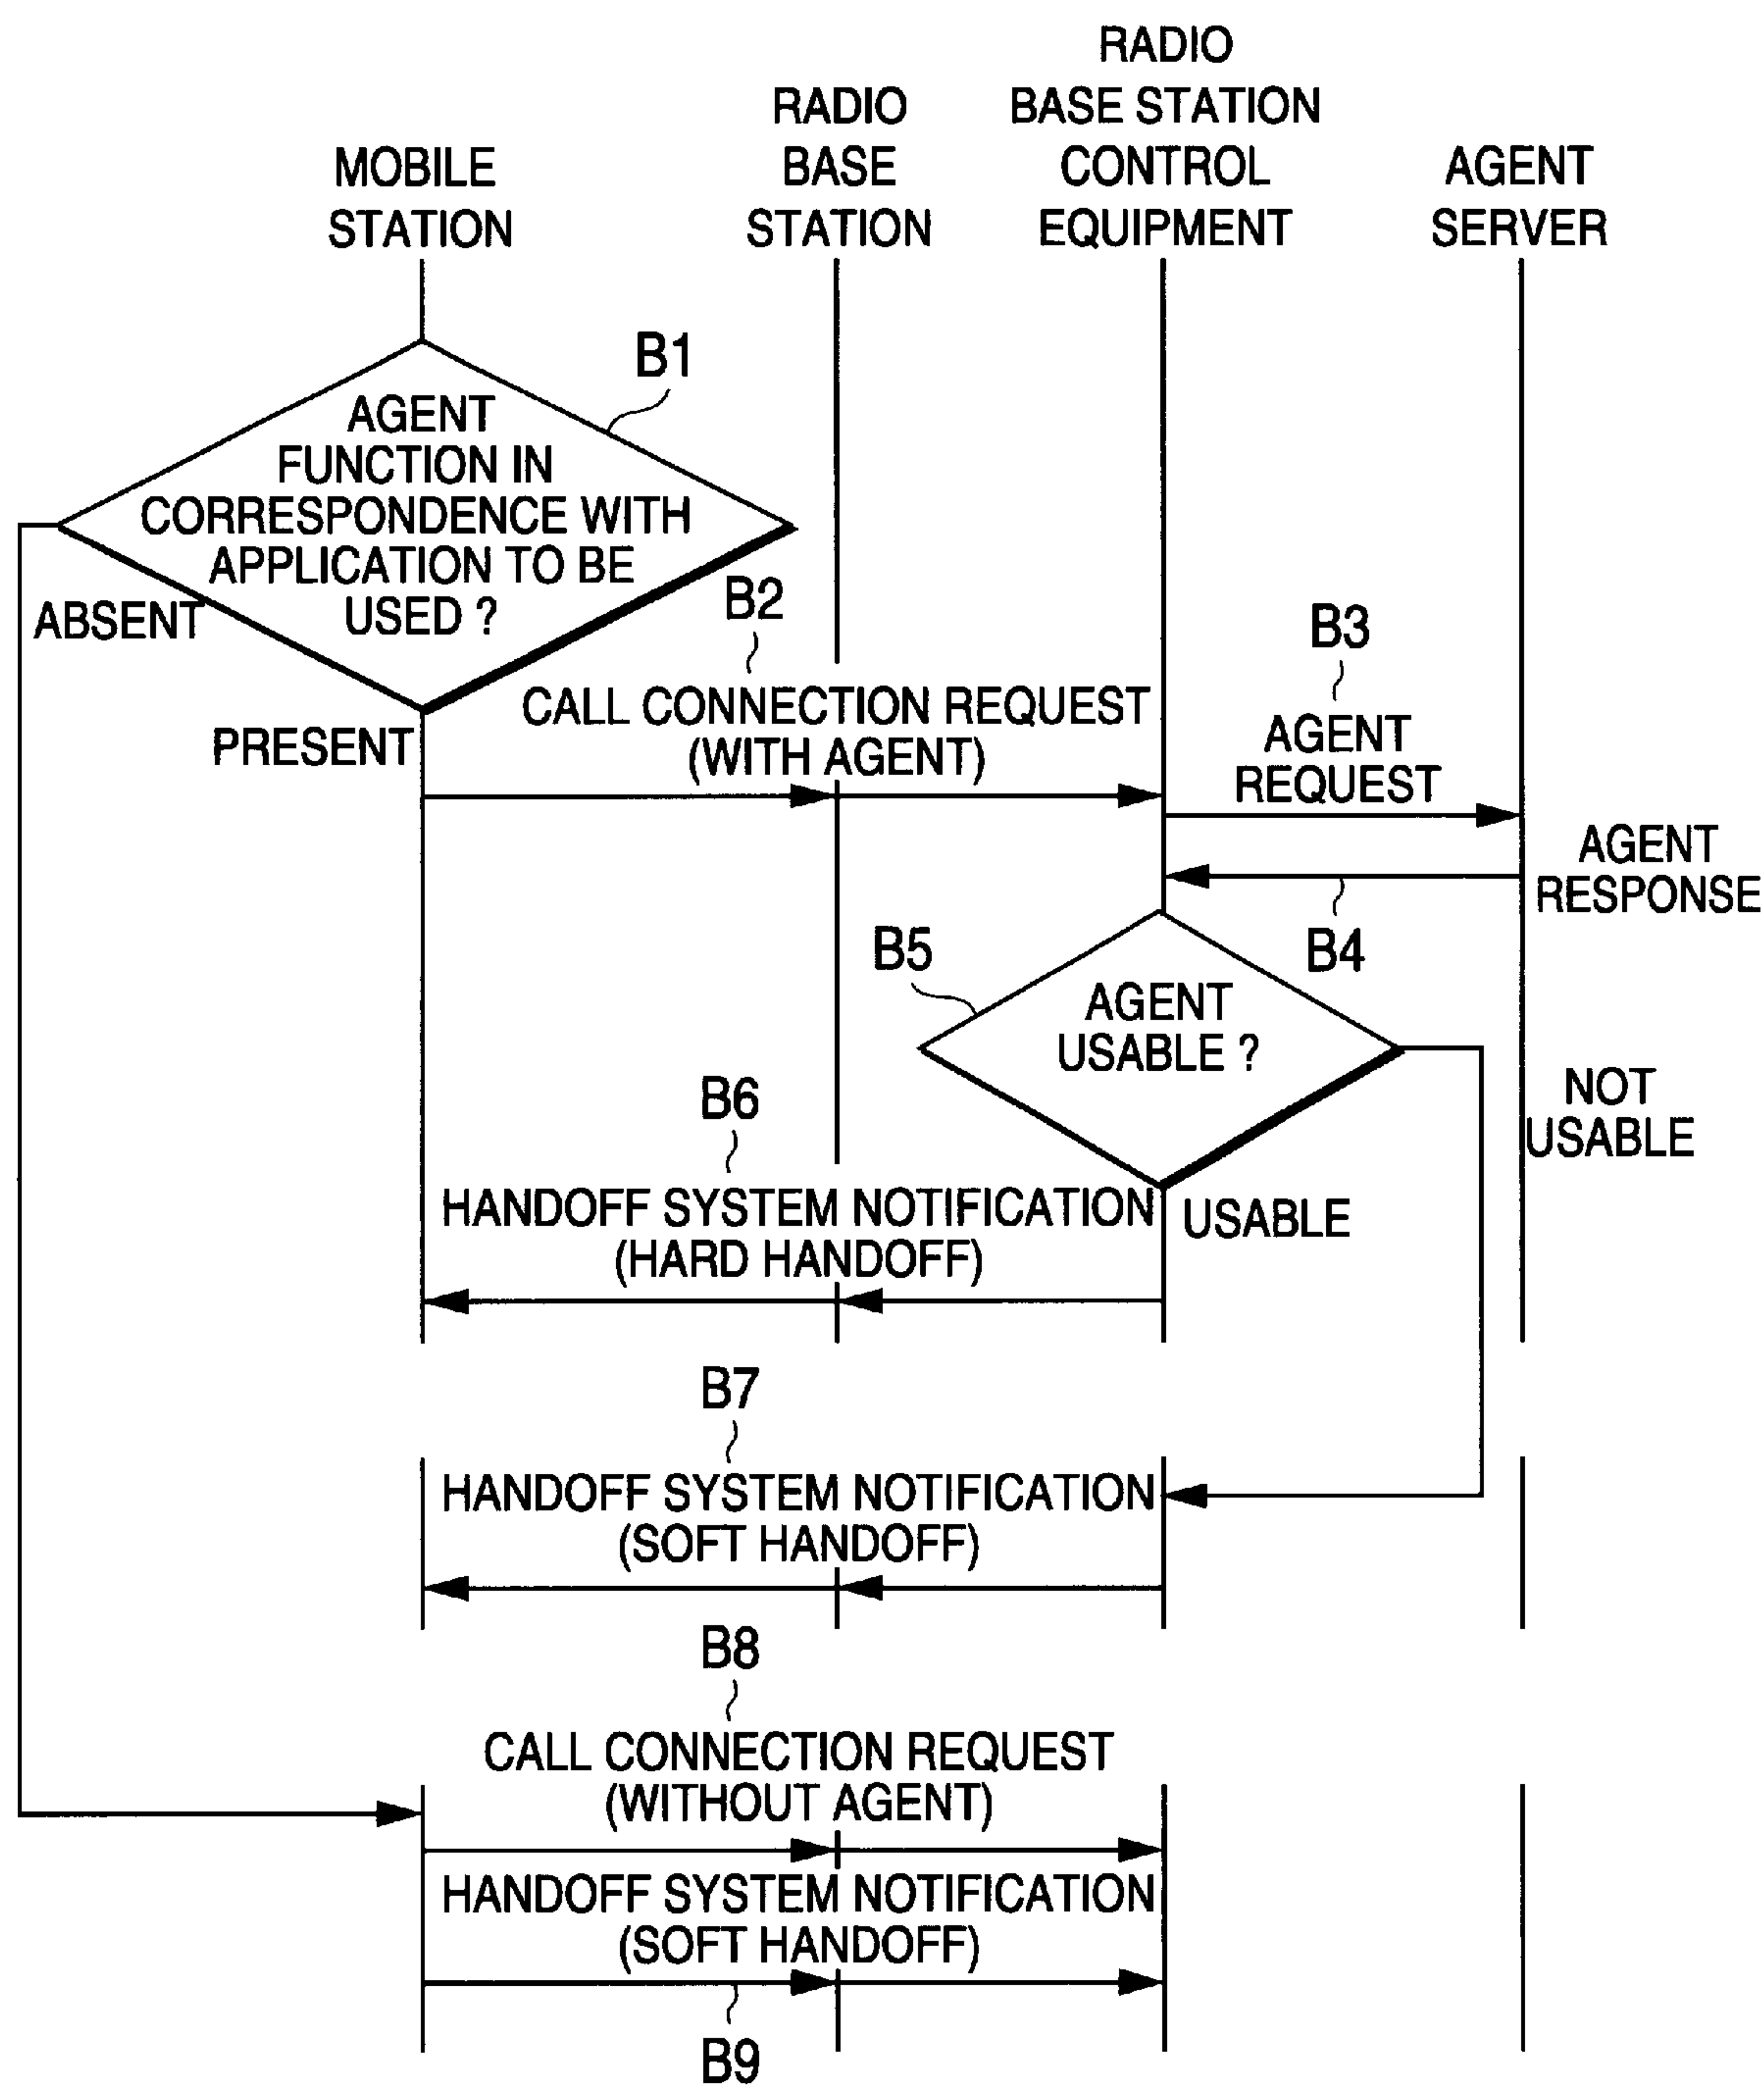 MOBILE
STATION
RADIO
BASE
STATION
RADIO
BASE STATION
CONTROL
EQUIPMENT
AGENT
SERVER
B1
AGENT
FUNCTION IN
CORRESPONDENCE WITH
APPLICATION TO BE
USED ?
ABSENT
PRESENT
B2
CALL CONNECTION REQUEST
(WITH AGENT)
B3
AGENT
REQUEST
AGENT
RESPONSE
B4
B5
AGENT
USABLE ?
NOT
USABLE
USABLE
B6
HANDOFF SYSTEM NOTIFICATION
(HARD HANDOFF)
B7
HANDOFF SYSTEM NOTIFICATION
(SOFT HANDOFF)
B8
CALL CONNECTION REQUEST
(WITHOUT AGENT)
HANDOFF SYSTEM NOTIFICATION
(SOFT HANDOFF)
B9